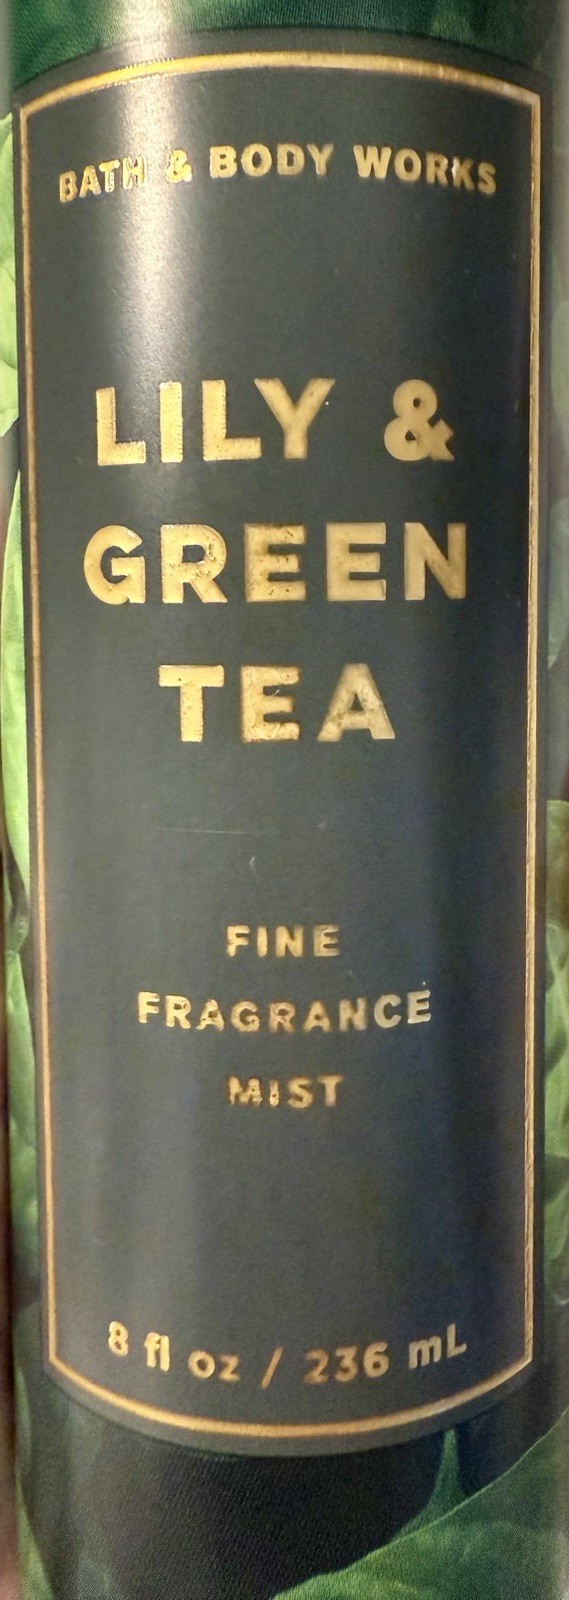 BATH & BODY WORKS
LILY &
GREEN
TEA
FINE
FRAGRANCE
MIST
8 fl oz / 236 mL